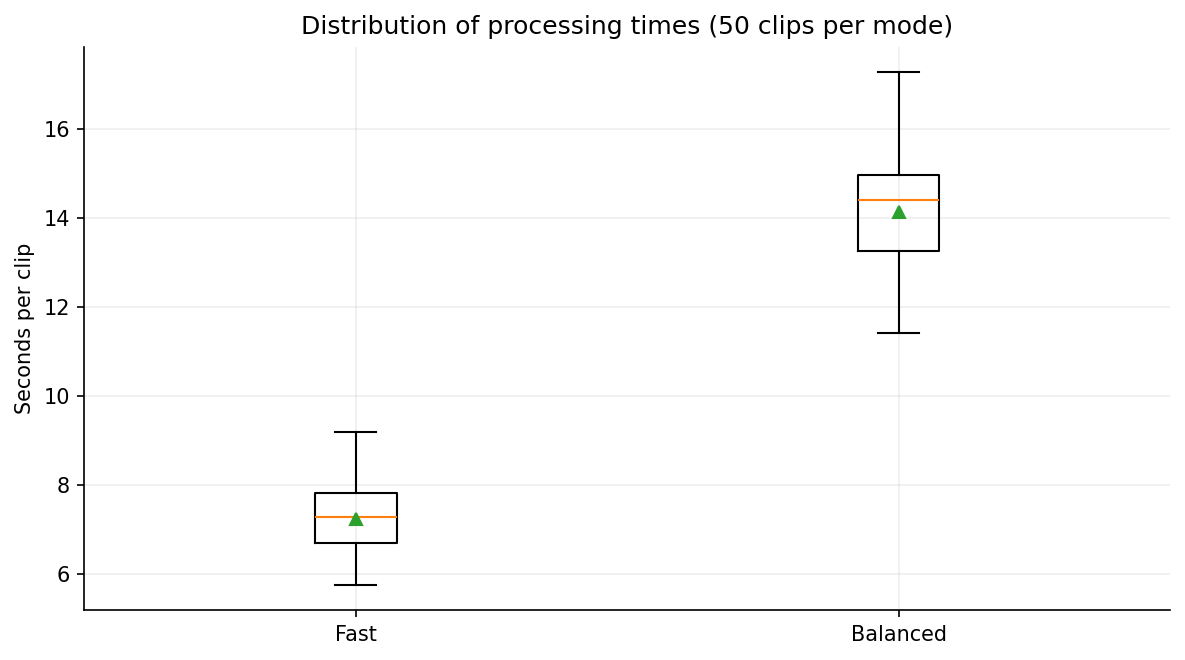 Distribution of processing times (50 clips per mode)
Seconds per clip
16
14
12
10
8
6
Fast
Balanced